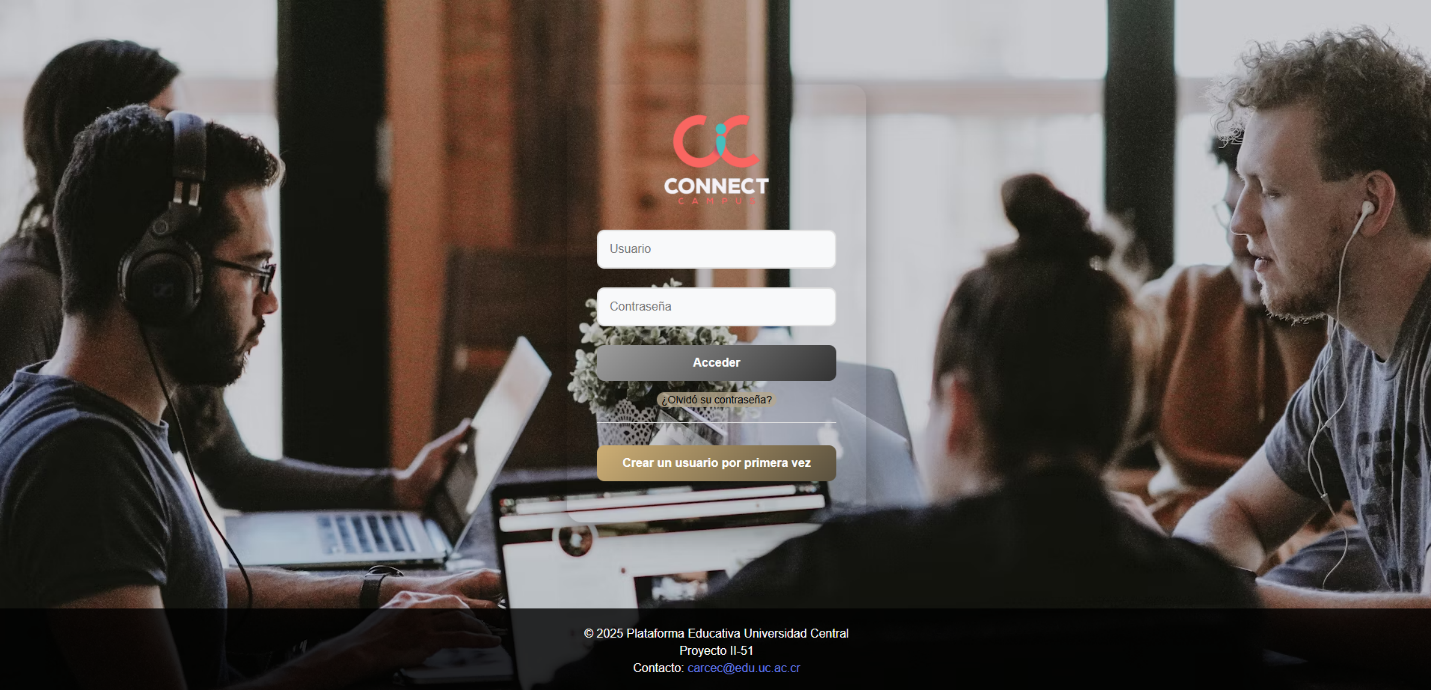 CiC
CONNECT
CAMPUS
Usuario
Contraseña
Acceder
¿Olvidó su contraseña?
Crear un usuario por primera vez
© 2025 Plataforma Educativa Universidad Central
Proyecto II-51
Contacto: carcec@edu.uc.ac.cr